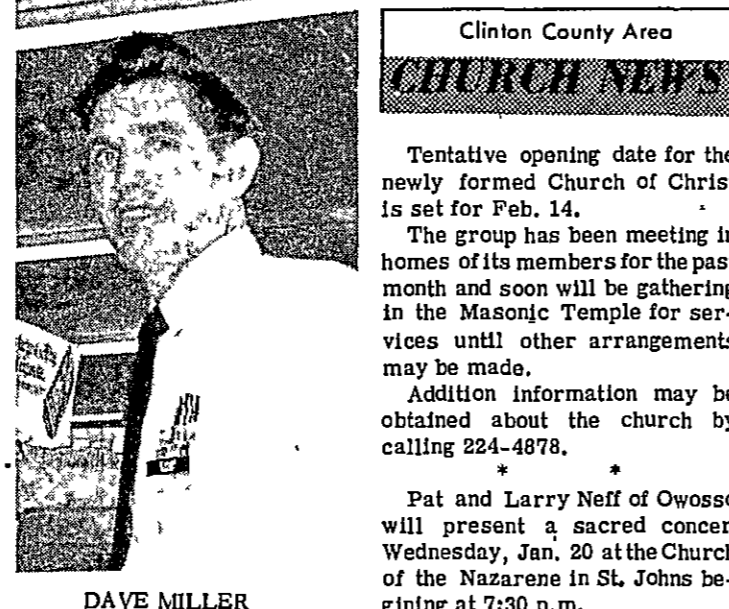 DAVE MILLER
Clinton County Area
CHURCH NEWS
Tentative opening date for the
newly formed Church of Christ
is set for Feb. 14.
The group has been meeting in
homes of its members for the past
month and soon will be gathering
in the Masonic Temple for ser-
vices until other arrangements
may be made.
Addition information may be
obtained about the church by
calling 224-4878.
* *
Pat and Larry Neff of Owosso
will present a sacred concert
Wednesday, Jan. 20 at the Church
of the Nazarene in St. Johns be-
gining at 7:30 p.m.